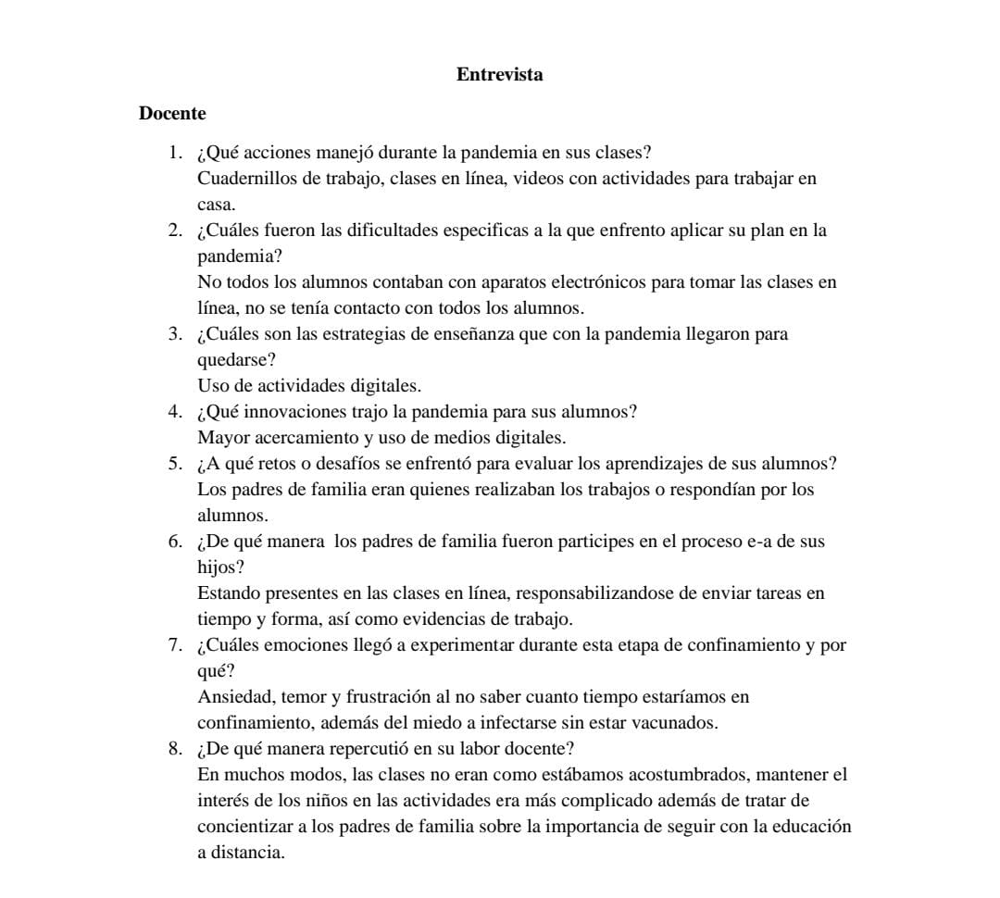 Entrevista
Docente
1. ¿Qué acciones manejó durante la pandemia en sus clases?
Cuadernillos de trabajo, clases en línea, videos con actividades para trabajar en
casa.
2. ¿Cuáles fueron las dificultades especificas a la que enfrento aplicar su plan en la
pandemia?
No todos los alumnos contaban con aparatos electrónicos para tomar las clases en
línea, no se tenía contacto con todos los alumnos.
3. ¿Cuáles son las estrategias de enseñanza que con la pandemia llegaron para
quedarse?
Uso de actividades digitales.
4. ¿Qué innovaciones trajo la pandemia para sus alumnos?
Mayor acercamiento y uso de medios digitales.
5. ¿A qué retos o desafíos se enfrentó para evaluar los aprendizajes de sus alumnos?
Los padres de familia eran quienes realizaban los trabajos o respondían por los
alumnos.
6. ¿De qué manera  los padres de familia fueron participes en el proceso e-a de sus
hijos?
Estando presentes en las clases en línea, responsabilizandose de enviar tareas en
tiempo y forma, así como evidencias de trabajo.
7. ¿Cuáles emociones llegó a experimentar durante esta etapa de confinamiento y por
qué?
Ansiedad, temor y frustración al no saber cuanto tiempo estaríamos en
confinamiento, además del miedo a infectarse sin estar vacunados.
8. ¿De qué manera repercutió en su labor docente?
En muchos modos, las clases no eran como estábamos acostumbrados, mantener el
interés de los niños en las actividades era más complicado además de tratar de
concientizar a los padres de familia sobre la importancia de seguir con la educación
a distancia.